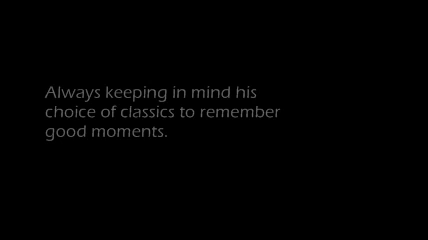 Always keeping in mind his
choice of classics to remember
good moments.